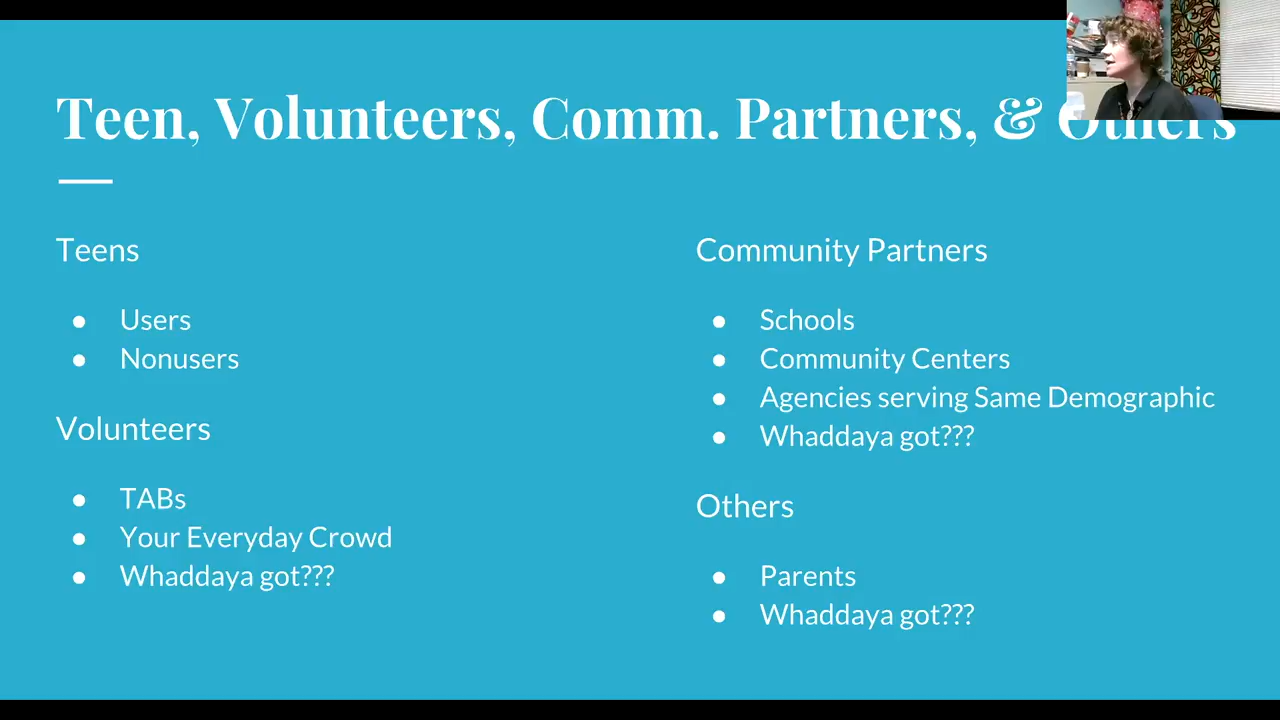 Teen, Volunteers, Comm. Partners, & Others
Teens
● Users
● Nonusers
Volunteers
● TABs
● Your Everyday Crowd
● Whaddaya got???
Community Partners
● Schools
● Community Centers
● Agencies serving Same Demographic
● Whaddaya got???
Others
● Parents
● Whaddaya got???